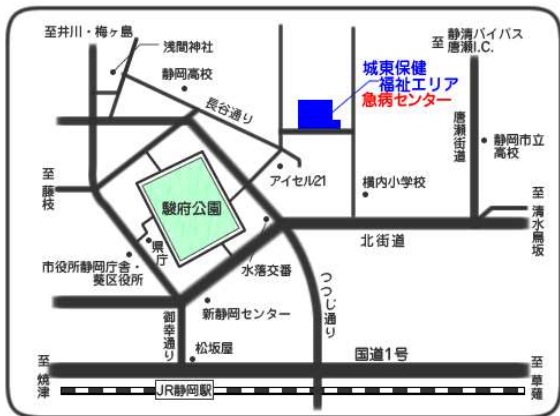 至井川・梅ヶ島
浅間神社
静岡高校
長谷通り
城東保健
福祉エリア
急病センター
至
静清バイパス
唐瀬I.C.
唐瀬街道
静岡市立
高校
至
藤枝
駿府公園
アイセル21
横内小学校
至
清水鳥坂
県庁
市役所静岡庁舎・
葵区役所
水落交番
北街道
つつじ通り
御幸通り
新静岡センター
松坂屋
国道1号
至
焼津
JR静岡駅
至
草薙